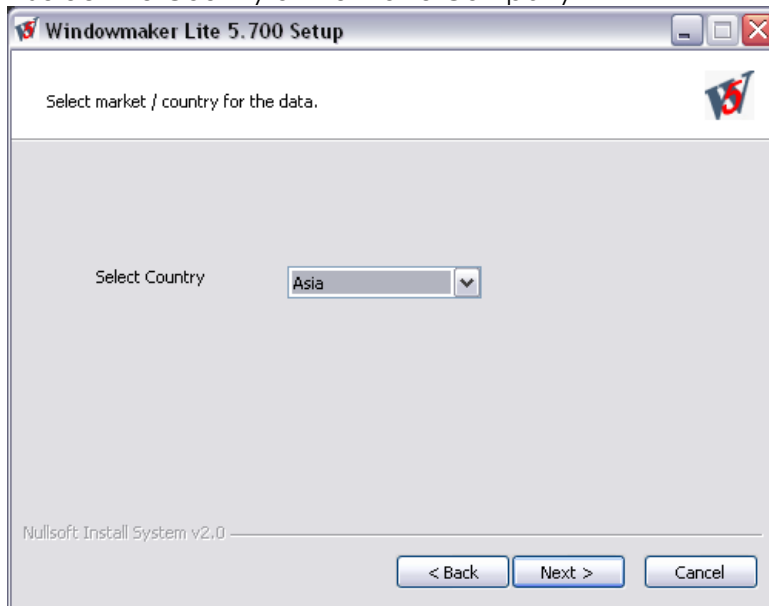 Windowmaker Lite 5.700 Setup
Select market / country for the data.
Select Country
Asia
Nullsoft Install System v2.0
< Back Next > Cancel